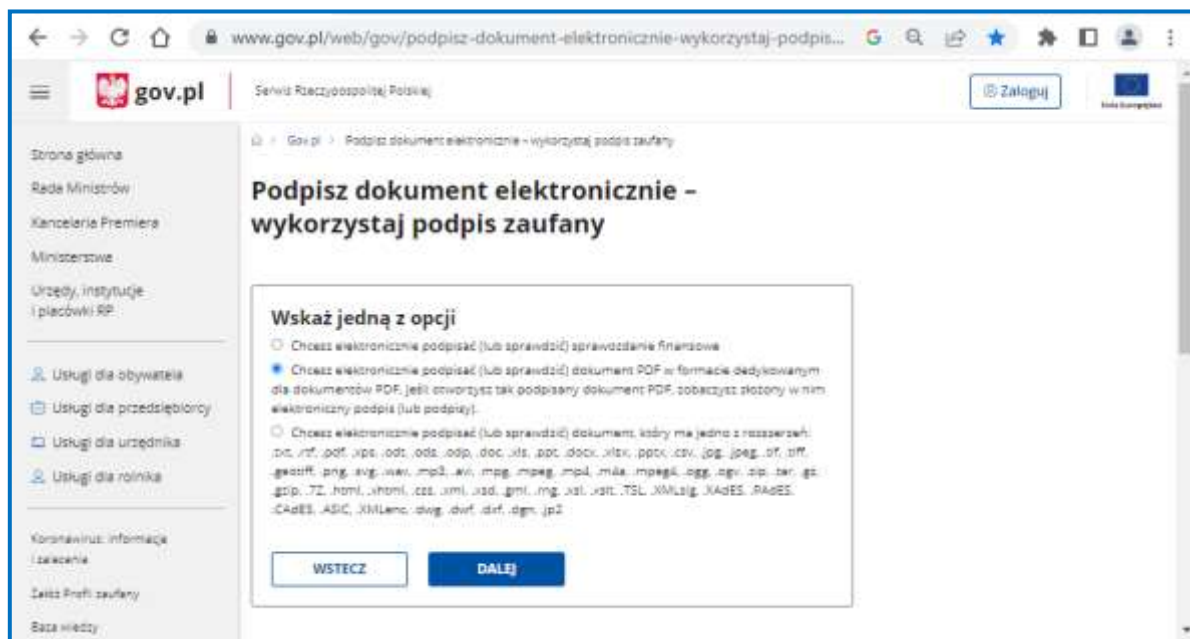 www.gov.pl/web/gov/podpisz-dokument-elektronicznie-wykorzystaj-podpis...
gov.pl
Serwis Rzeczypospolitej Polskiej
Zaloguj
Unia Europejska
Gov.pl > Podpisz dokument elektronicznie – wykorzystaj podpis zaufany
Strona główna
Rada Ministrów
Kancelaria Premiera
Ministerstwa
Urzędy, instytucje
i placówki RP
Usługi dla obywatela
Usługi dla przedsiębiorcy
Usługi dla urzędnika
Usługi dla rolnika
Koronawirus: informacje
i zalecenia
Załóż Profil zaufany
Baza wiedzy
Podpisz dokument elektronicznie –
wykorzystaj podpis zaufany
Wskaż jedną z opcji
Chcesz elektronicznie podpisać (lub sprawdzić) sprawozdanie finansowe
Chcesz elektronicznie podpisać (lub sprawdzić) dokument PDF w formacie dedykowanym
dla dokumentów PDF. Jeśli otworzysz tak podpisany dokument PDF, zobaczysz złożony w nim
elektroniczny podpis (lub podpisy).
Chcesz elektronicznie podpisać (lub sprawdzić) dokument, który ma jedno z rozszerzeń:
.txt, .rtf, .pdf, .xps, .odt, .ods, .odp, .doc, .xls, .ppt, .docx, .xlsx, .pptx, .csv, .jpg, .jpeg, .tif, .tiff,
.geotiff, .png, .svg, .wav, .mp3, .avi, .mpg, .mpeg, .mp4, .m4a, .mpeg4, .ogg, .ogv, .zip, .tar, .gz,
.gzip, .7Z, .html, .xhtml, .css, .xml, .xsd, .gml, .rng, .xsl, .xslt, .TSL, .XMLsig, .XAdES, .PAdES,
.CAdES, .ASIC, .XMLenc, .dwg, .dwf, .dxf, .dgn, .jp2
WSTECZ
DALEJ